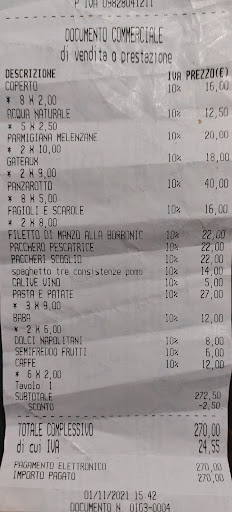 P IVA 09828041211
DOCUMENTO COMMERCIALE
di vendita o prestazione
DESCRIZIONE IVA PREZZO(€)
COPERTO 10% 16,00
* 8 X 2,00
ACQUA NATURALE 10% 12,50
* 5 X 2,50
PARMIGIANA MELENZANE 10% 20,00
* 2 X 10,00
GATEAUX 10% 18,00
* 2 X 9,00
PANZAROTTO 10% 40,00
* 8 X 5,00
FAGIOLI E SCAROLE 10% 16,00
* 2 X 8,00
FILETTO DI MANZO ALLA BORBONIC 10% 22,00
PACCHERO PESCATRICE 10% 22,00
PACCHERI SCOGLIO 10% 22,00
spaghetto tre consistenze pomo 10% 14,00
CALIVE VINO 10% 5,00
PASTA E PATATE 10% 27,00
* 3 X 9,00
BABA 10% 12,00
* 2 X 6,00
DOLCI NAPOLITANI 10% 8,00
SEMIFREDDO FRUTTI 10% 6,00
CAFFE 10% 12,00
* 6 X 2,00
Tavolo 1
SUBTOTALE 272,50
SCONTO -2,50
TOTALE COMPLESSIVO 270,00
di cui IVA 24,55
PAGAMENTO ELETTRONICO 270,00
IMPORTO PAGATO 270,00
01/11/2021 15 42
DOCUMENTO N. 0103-0004